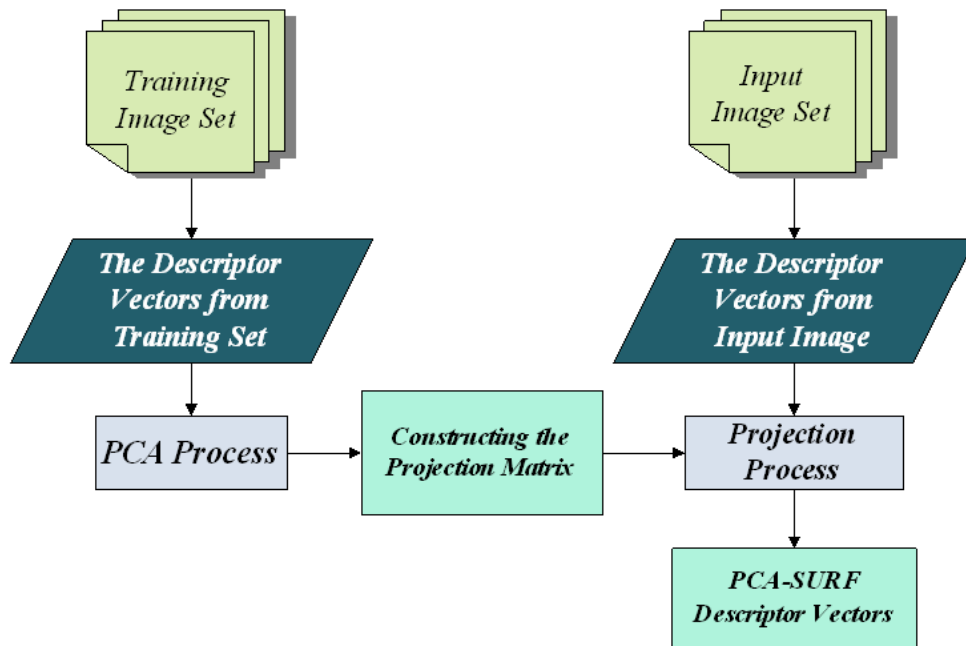 Training
Image Set
Input
Image Set
The Descriptor
Vectors from
Training Set
The Descriptor
Vectors from
Input Image
PCA Process
Constructing the
Projection Matrix
Projection
Process
PCA-SURF
Descriptor Vectors